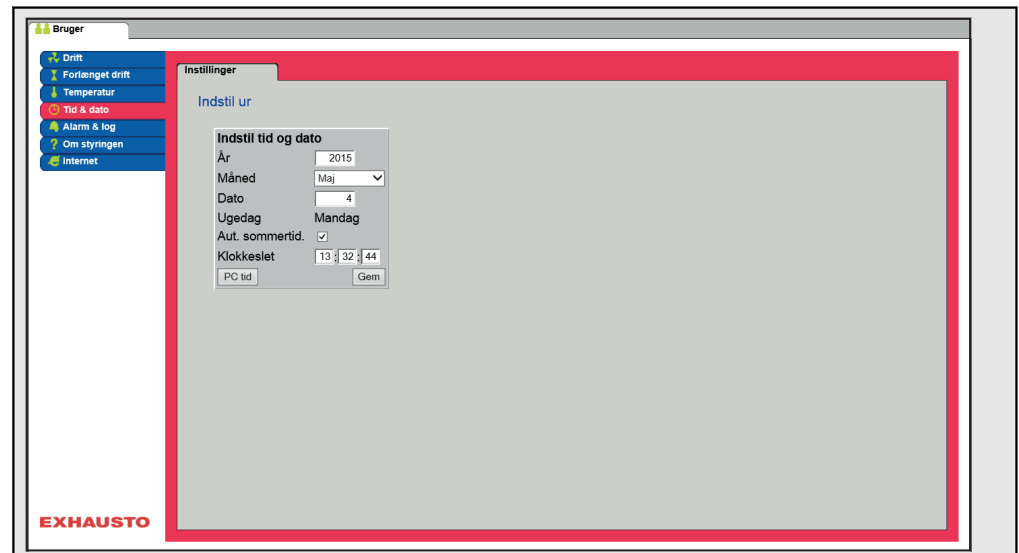 Bruger
Drift
Forlænget drift
Temperatur
Tid & dato
Alarm & log
Om styringen
Internet
Instillinger
Indstil ur
Indstil tid og dato
År 2015
Måned Maj
Dato 4
Ugedag Mandag
Aut. sommertid.
Klokkeslet 13 : 32 : 44
PC tid Gem
EXHAUSTO